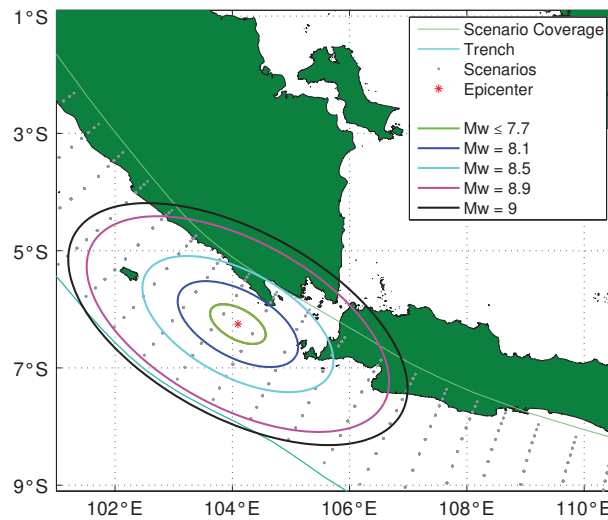 1°S
3°S
5°S
7°S
9°S
102°E
104°E
106°E
108°E
110°E
Scenario Coverage
Trench
Scenarios
Epicenter
Mw ≤ 7.7
Mw = 8.1
Mw = 8.5
Mw = 8.9
Mw = 9